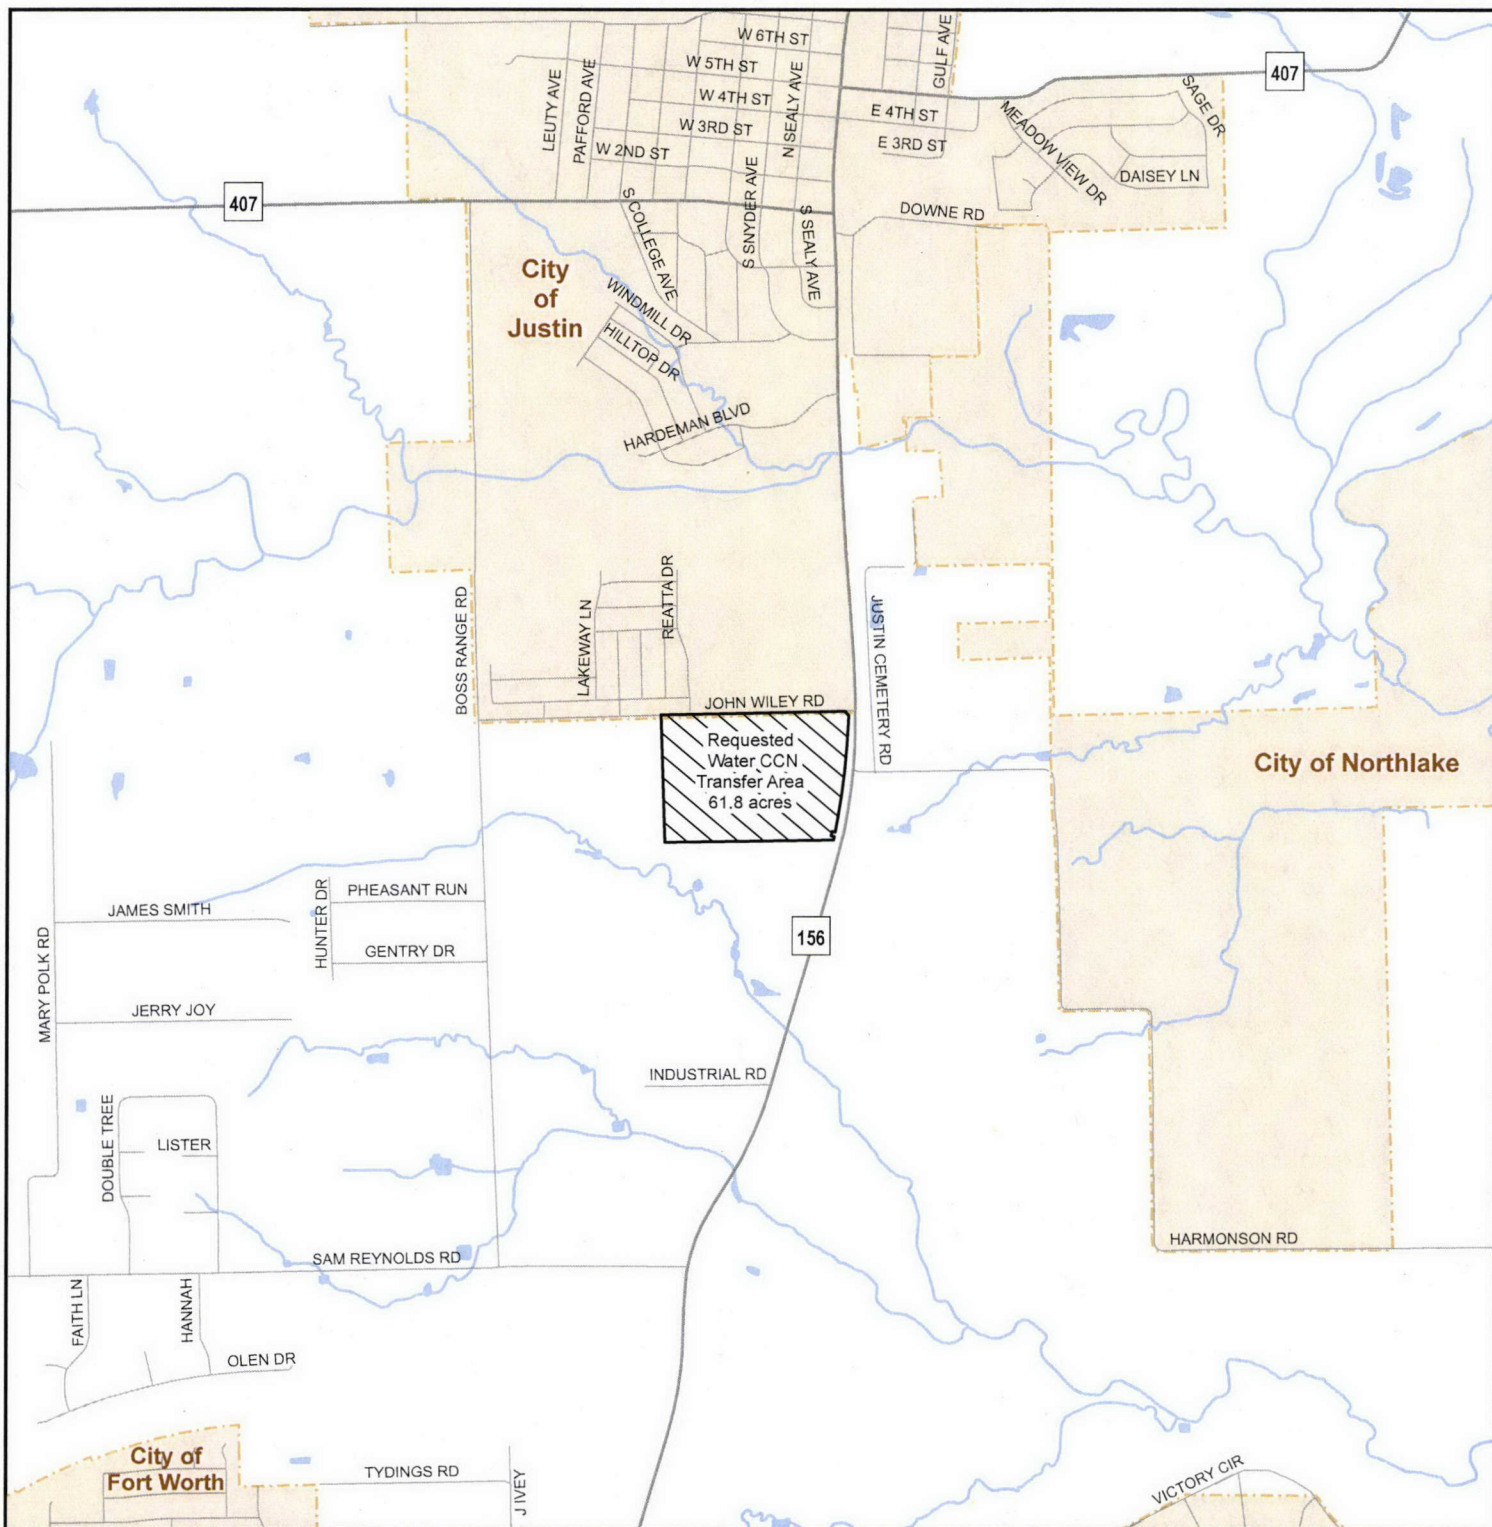 W 6TH ST
GULF AVE
W 5TH ST
407
LEUTY AVE
PAFFORD AVE
N SEALY AVE
SAGE DR
W 4TH ST
E 4TH ST
MEADOW VIEW DR
W 3RD ST
E 3RD ST
W 2ND ST
DAISEY LN
407
S COLLEGE AVE
S SNYDER AVE
S SEALY AVE
DOWNE RD
City
of
Justin
WINDMILL DR
HILLTOP DR
HARDEMAN BLVD
BOSS RANGE RD
LAKEWAY LN
REATTA DR
JUSTIN CEMETERY RD
JOHN WILEY RD
Requested
Water CCN
Transfer Area
61.8 acres
City of Northlake
PHEASANT RUN
HUNTER DR
JAMES SMITH
156
GENTRY DR
MARY POLK RD
JERRY JOY
INDUSTRIAL RD
DOUBLE TREE
LISTER
SAM REYNOLDS RD
HARMONSON RD
FAITH LN
HANNAH
OLEN DR
City of
Fort Worth
TYDINGS RD
J IVEY
VICTORY CIR